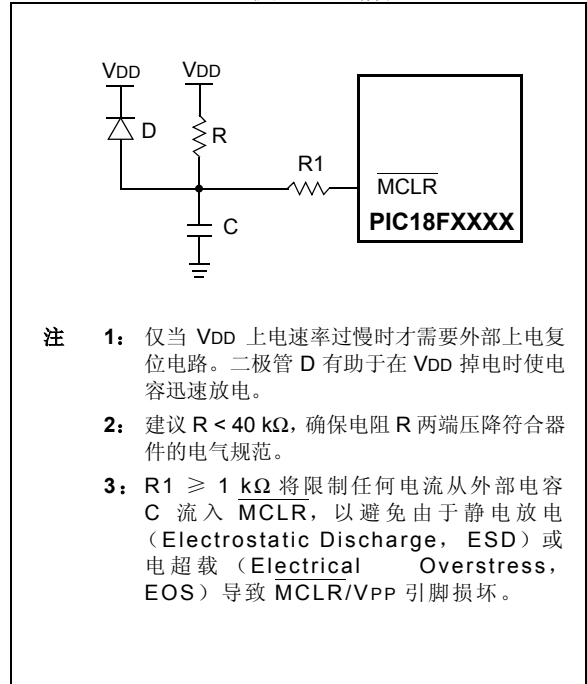 VDD VDD
D
R
R1
MCLR
C
PIC18FXXXX
注 1： 仅当 VDD 上电速率过慢时才需要外部上电复
位电路。二极管 D 有助于在 VDD 掉电时使电
容迅速放电。
2： 建议 R < 40 kΩ，确保电阻 R 两端压降符合器
件的电气规范。
3： R1 ≥ 1 kΩ 将限制任何电流从外部电容
C 流入 MCLR，以避免由于静电放电
（Electrostatic Discharge， ESD）或
电超载（Electrical Overstress，
EOS）导致 MCLR/VPP 引脚损坏。